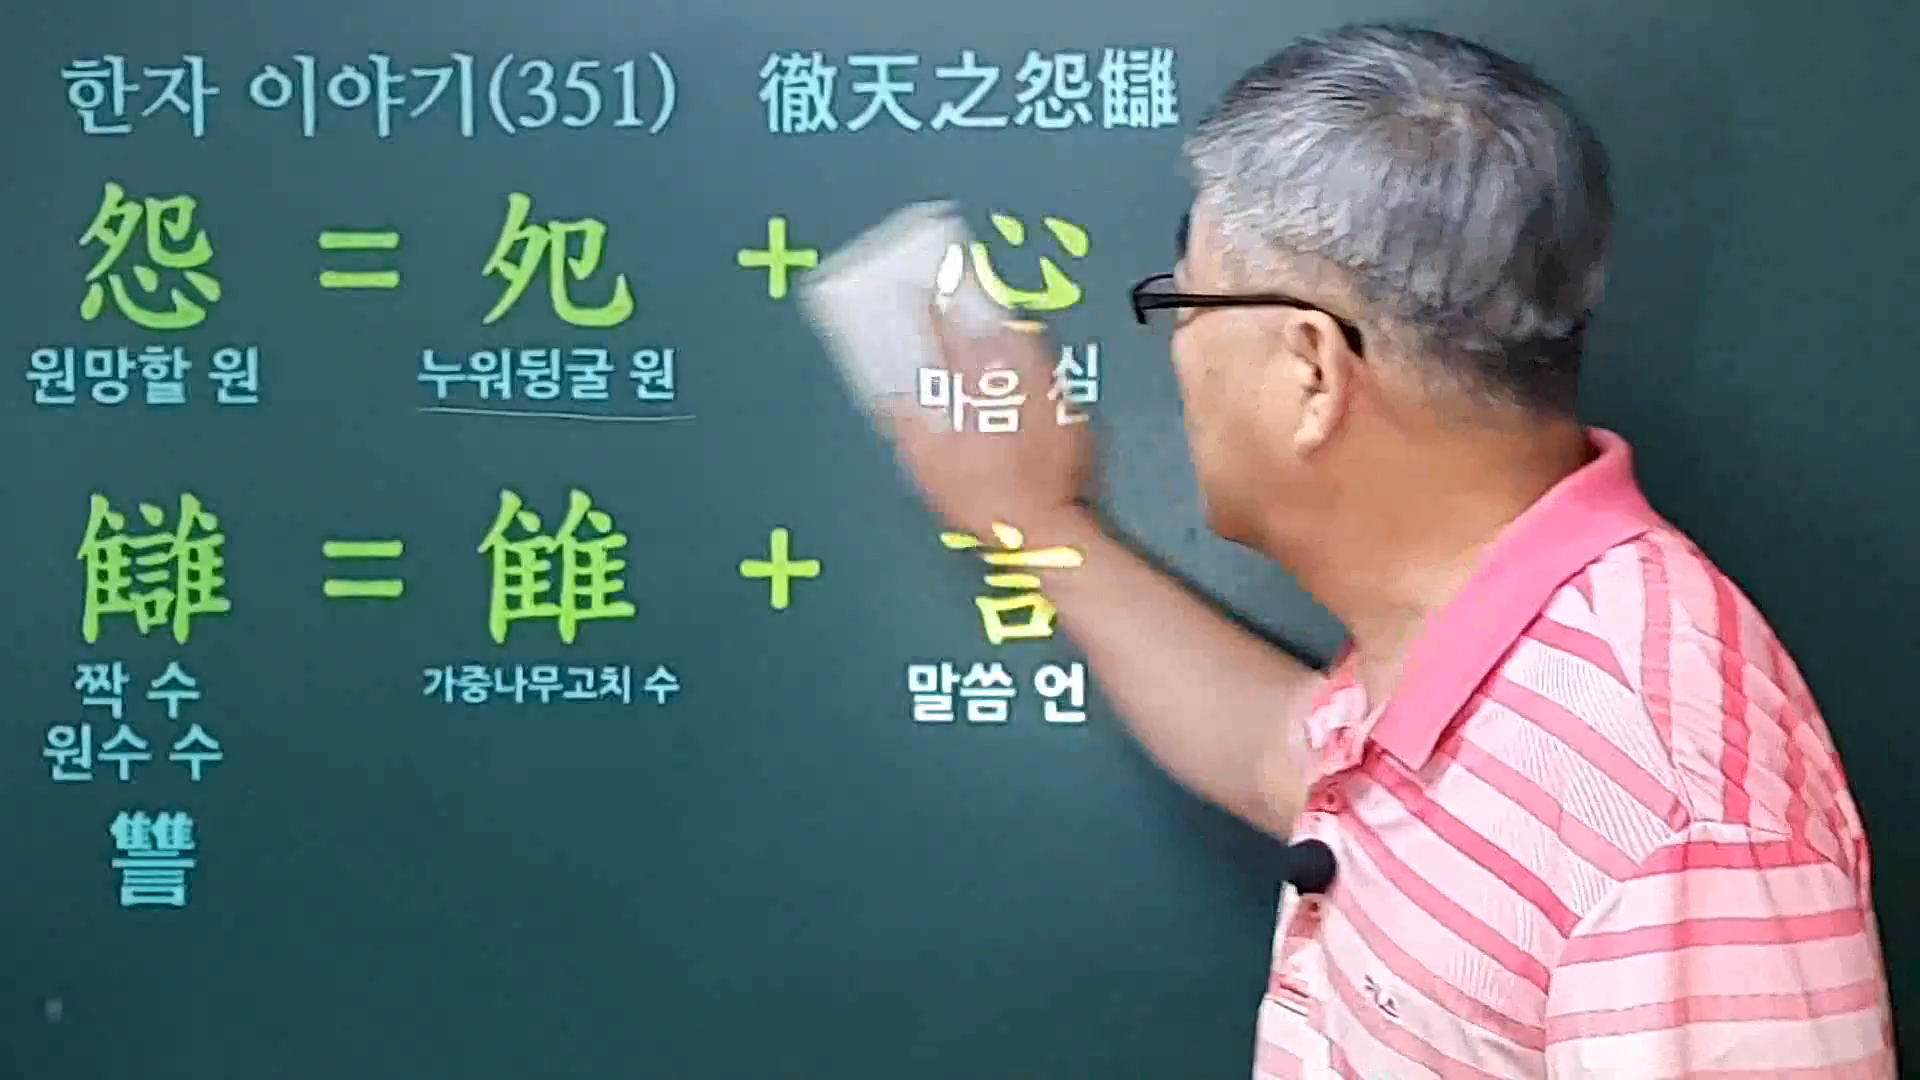 한자 이야기(351) 徹天之怨讎
怨 = 夗 + 心
원망할 원 누워뒹굴 원 마음 심
讎 = 雔 + 言
짝 수 가중나무고치 수 말씀 언
원수 수
讐